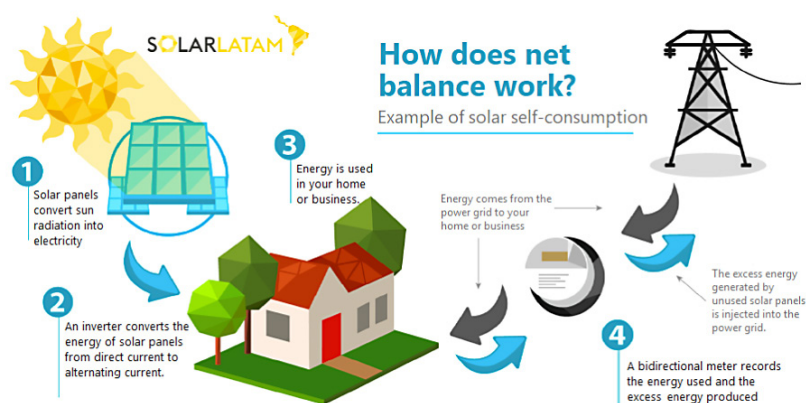 SOLARLATAM
How does net
balance work?
Example of solar self-consumption
1
Solar panels
convert sun
radiation into
electricity
2
An inverter converts the
energy of solar panels
from direct current to
alternating current.
3
Energy is used
in your home
or business.
Energy comes from the
power grid to your
home or business
The excess energy
generated by
unused solar panels
is injected into the
power grid.
4
A bidirectional meter records
the energy used and the
excess energy produced